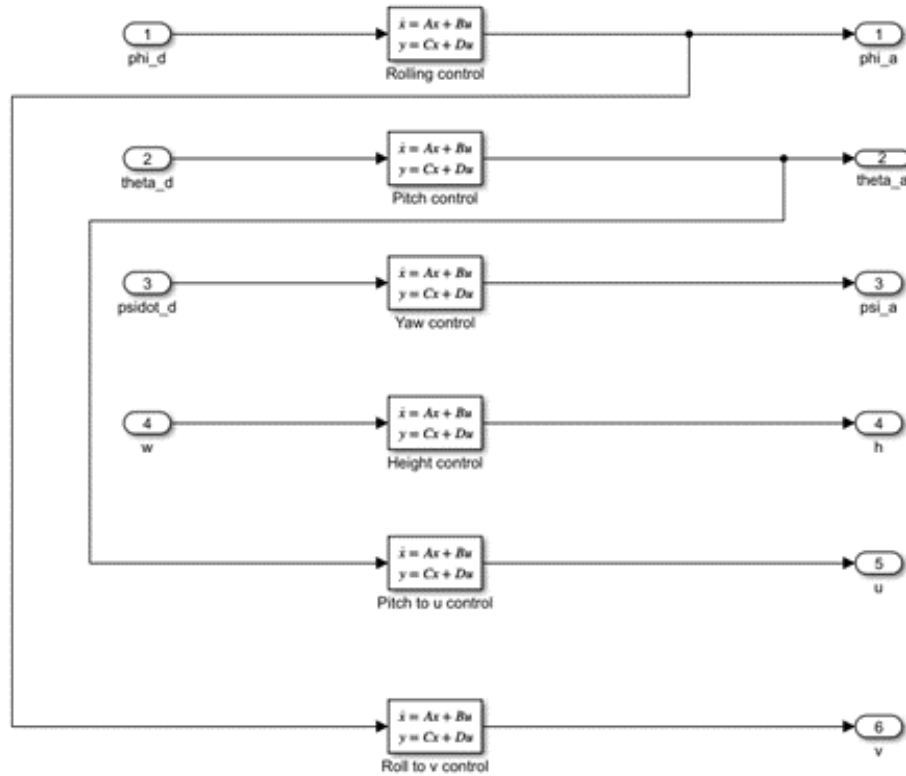 1
phi_d
ẋ = Ax + Bu
y = Cx + Du
Rolling control
1
phi_a
2
theta_d
ẋ = Ax + Bu
y = Cx + Du
Pitch control
2
theta_a
3
psidot_d
ẋ = Ax + Bu
y = Cx + Du
Yaw control
3
psi_a
4
w
ẋ = Ax + Bu
y = Cx + Du
Height control
4
h
ẋ = Ax + Bu
y = Cx + Du
Pitch to u control
5
u
ẋ = Ax + Bu
y = Cx + Du
Roll to v control
6
v